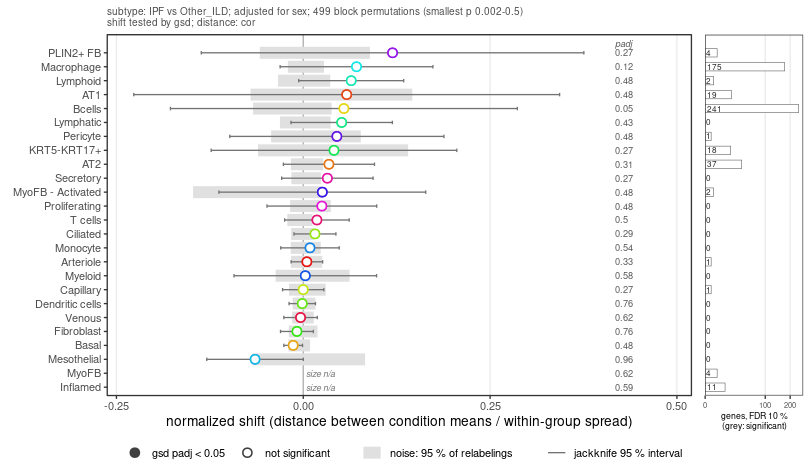 subtype: IPF vs Other_ILD; adjusted for sex; 499 block permutations (smallest p 0.002-0.5)
shift tested by gsd; distance: cor
padj
PLIN2+ FB 0.27 4
Macrophage 0.12 175
Lymphoid 0.48 2
AT1 0.48 19
Bcells 0.05 241
Lymphatic 0.43 0
Pericyte 0.48 1
KRT5-KRT17+ 0.27 18
AT2 0.31 37
Secretory 0.27 0
MyoFB - Activated 0.48 2
Proliferating 0.48 0
T cells 0.5 0
Ciliated 0.29 0
Monocyte 0.54 0
Arteriole 0.33 1
Myeloid 0.58 0
Capillary 0.27 1
Dendritic cells 0.76 0
Venous 0.62 0
Fibroblast 0.76 0
Basal 0.48 0
Mesothelial 0.96 0
MyoFB size n/a 0.62 4
Inflamed size n/a 0.59 11
-0.25 0.00 0.25 0.50 0 100 200
normalized shift (distance between condition means / within-group spread)
genes, FDR 10 %
(grey: significant)
gsd padj < 0.05 not significant noise: 95 % of relabelings jackknife 95 % interval